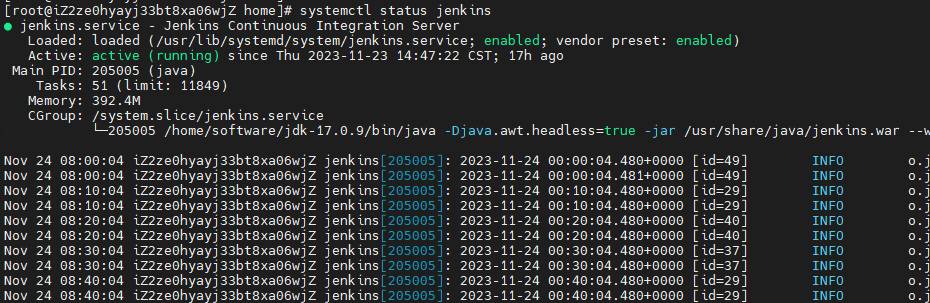 [root@iZ2ze0hyayj33bt8xa06wjZ home]# systemctl status jenkins
● jenkins.service - Jenkins Continuous Integration Server
Loaded: loaded (/usr/lib/systemd/system/jenkins.service; enabled; vendor preset: enabled)
Active: active (running) since Thu 2023-11-23 14:47:22 CST; 17h ago
Main PID: 205005 (java)
Tasks: 51 (limit: 11849)
Memory: 392.4M
CGroup: /system.slice/jenkins.service
└─205005 /home/software/jdk-17.0.9/bin/java -Djava.awt.headless=true -jar /usr/share/java/jenkins.war --w
Nov 24 08:00:04 iZ2ze0hyayj33bt8xa06wjZ jenkins[205005]: 2023-11-24 00:00:04.480+0000 [id=49] INFO o.j
Nov 24 08:00:04 iZ2ze0hyayj33bt8xa06wjZ jenkins[205005]: 2023-11-24 00:00:04.481+0000 [id=49] INFO o.j
Nov 24 08:10:04 iZ2ze0hyayj33bt8xa06wjZ jenkins[205005]: 2023-11-24 00:10:04.480+0000 [id=29] INFO o.j
Nov 24 08:10:04 iZ2ze0hyayj33bt8xa06wjZ jenkins[205005]: 2023-11-24 00:10:04.480+0000 [id=29] INFO o.j
Nov 24 08:20:04 iZ2ze0hyayj33bt8xa06wjZ jenkins[205005]: 2023-11-24 00:20:04.480+0000 [id=40] INFO o.j
Nov 24 08:20:04 iZ2ze0hyayj33bt8xa06wjZ jenkins[205005]: 2023-11-24 00:20:04.480+0000 [id=40] INFO o.j
Nov 24 08:30:04 iZ2ze0hyayj33bt8xa06wjZ jenkins[205005]: 2023-11-24 00:30:04.480+0000 [id=37] INFO o.j
Nov 24 08:30:04 iZ2ze0hyayj33bt8xa06wjZ jenkins[205005]: 2023-11-24 00:30:04.480+0000 [id=37] INFO o.j
Nov 24 08:40:04 iZ2ze0hyayj33bt8xa06wjZ jenkins[205005]: 2023-11-24 00:40:04.480+0000 [id=29] INFO o.j
Nov 24 08:40:04 iZ2ze0hyayj33bt8xa06wjZ jenkins[205005]: 2023-11-24 00:40:04.480+0000 [id=29] INFO o.j